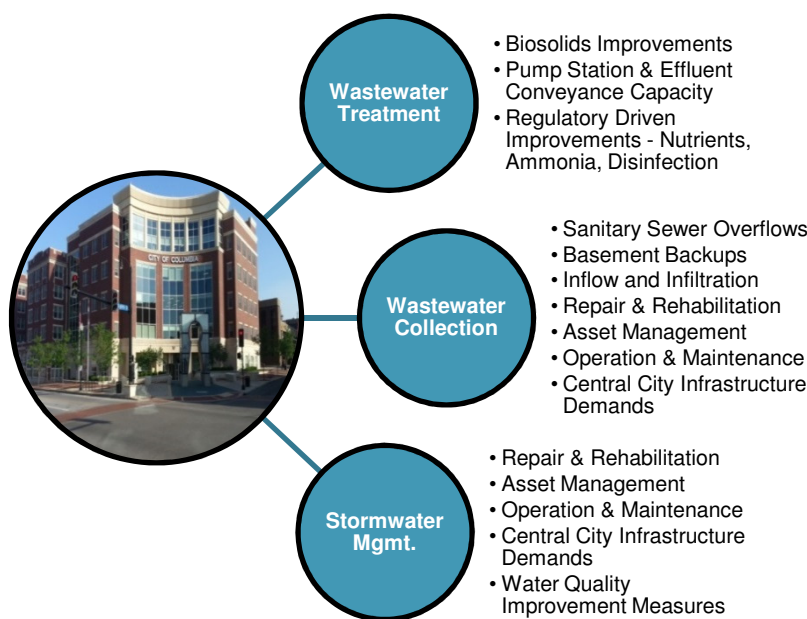 Wastewater
Treatment
• Biosolids Improvements
• Pump Station & Effluent
Conveyance Capacity
• Regulatory Driven
Improvements - Nutrients,
Ammonia, Disinfection
CITY OF COLUMBIA
Wastewater
Collection
• Sanitary Sewer Overflows
• Basement Backups
• Inflow and Infiltration
• Repair & Rehabilitation
• Asset Management
• Operation & Maintenance
• Central City Infrastructure
Demands
Stormwater
Mgmt.
• Repair & Rehabilitation
• Asset Management
• Operation & Maintenance
• Central City Infrastructure
Demands
• Water Quality
Improvement Measures